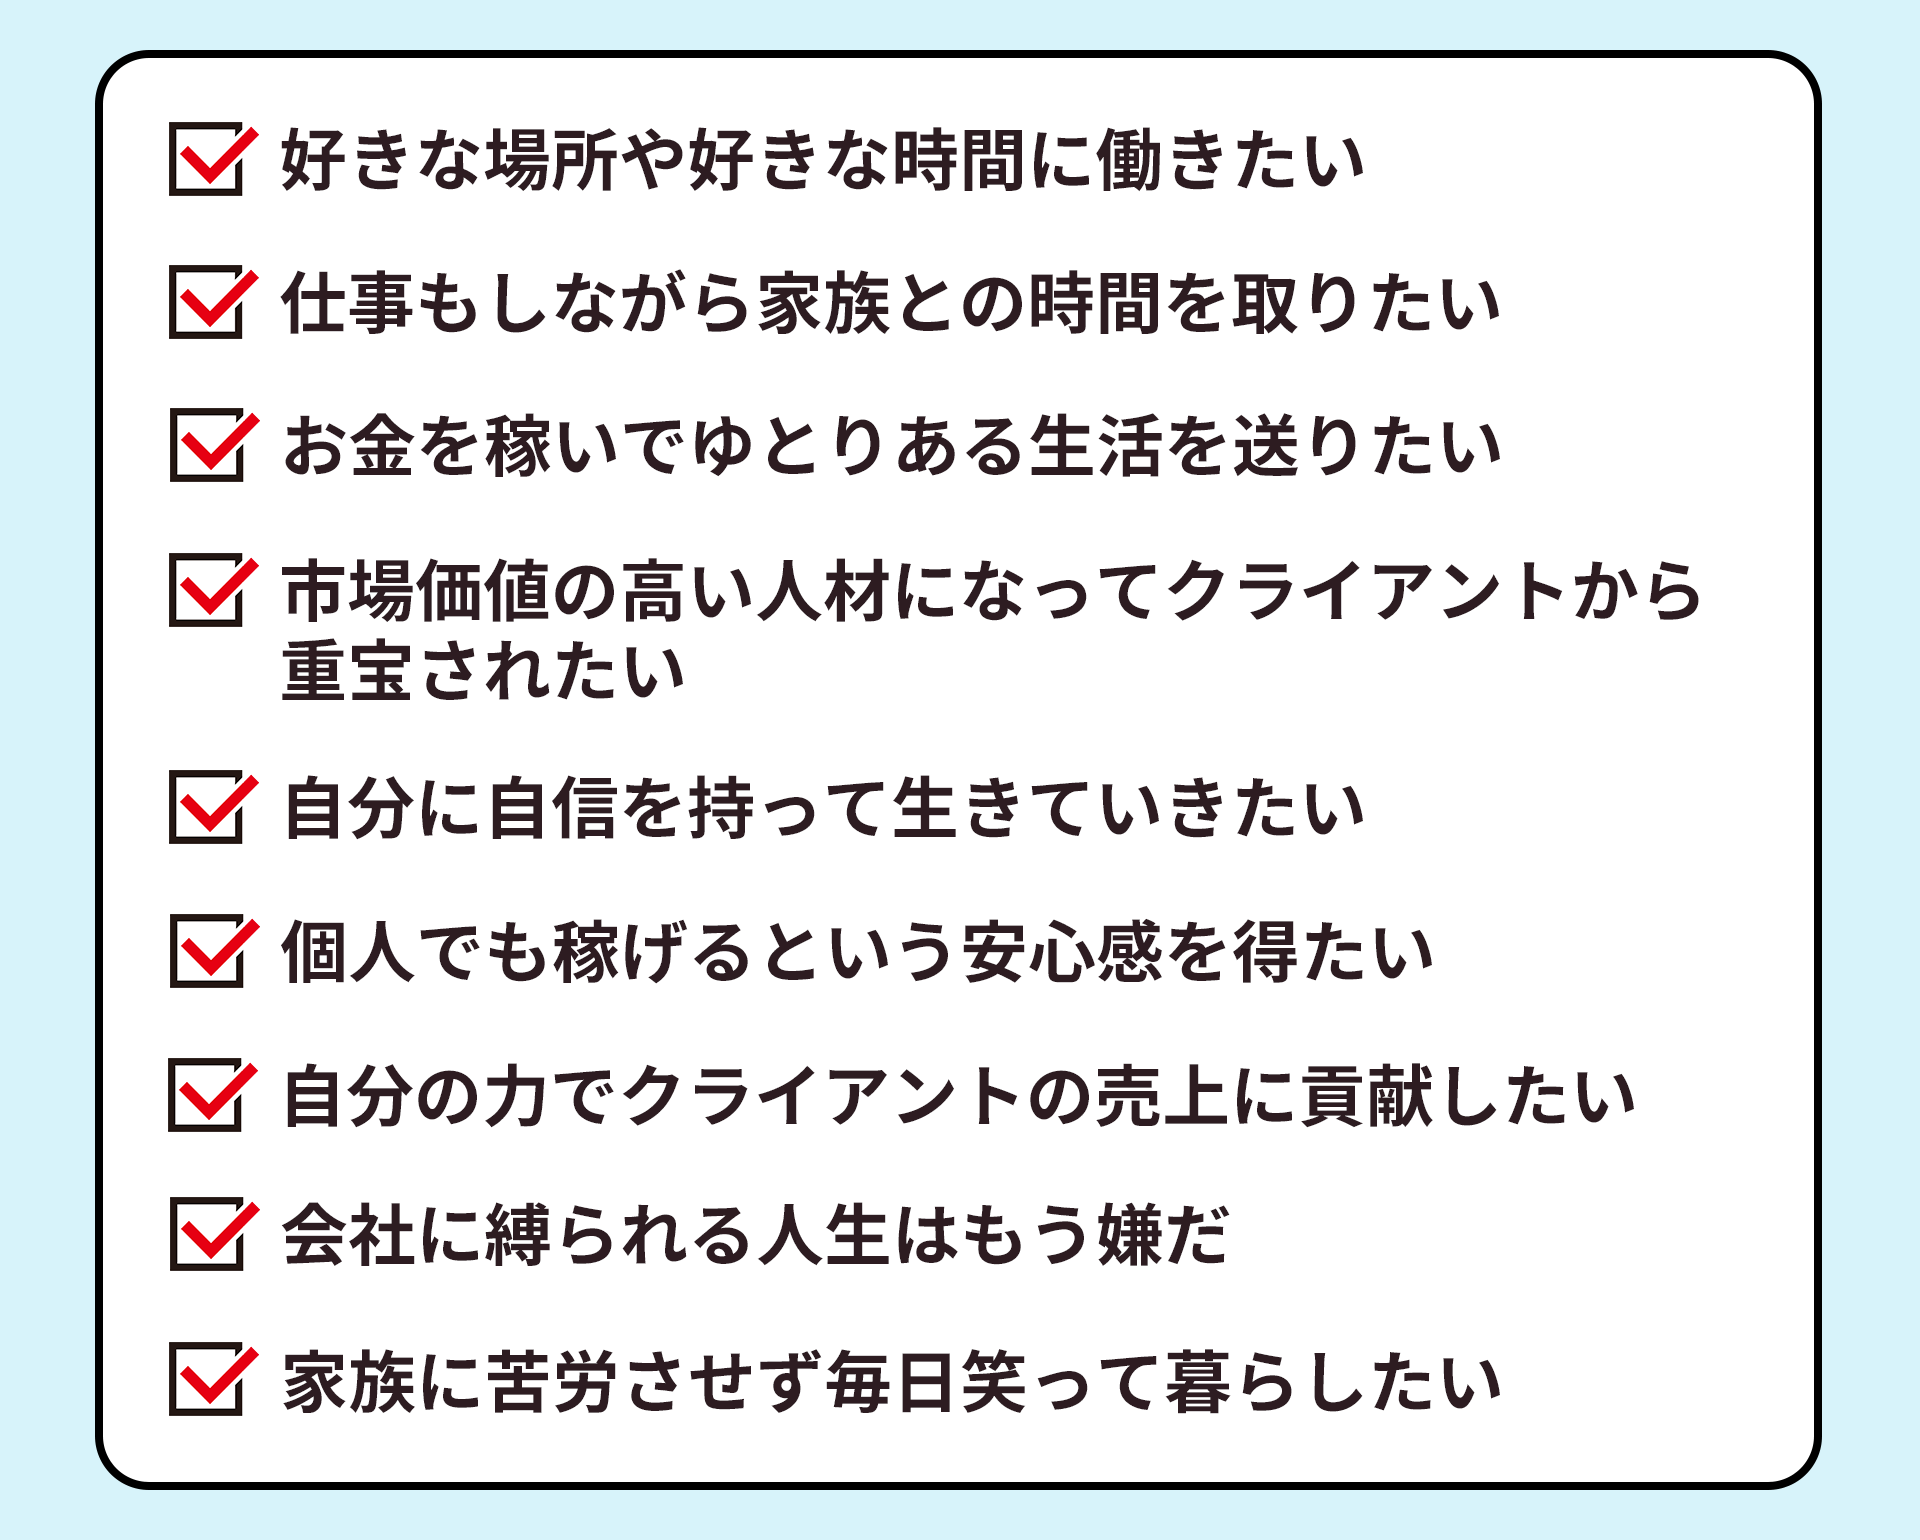 好きな場所や好きな時間に働きたい
仕事もしながら家族との時間を取りたい
お金を稼いでゆとりある生活を送りたい
市場価値の高い人材になってクライアントから
重宝されたい
自分に自信を持って生きていきたい
個人でも稼げるという安心感を得たい
自分の力でクライアントの売上に貢献したい
会社に縛られる人生はもう嫌だ
家族に苦労させず毎日笑って暮らしたい